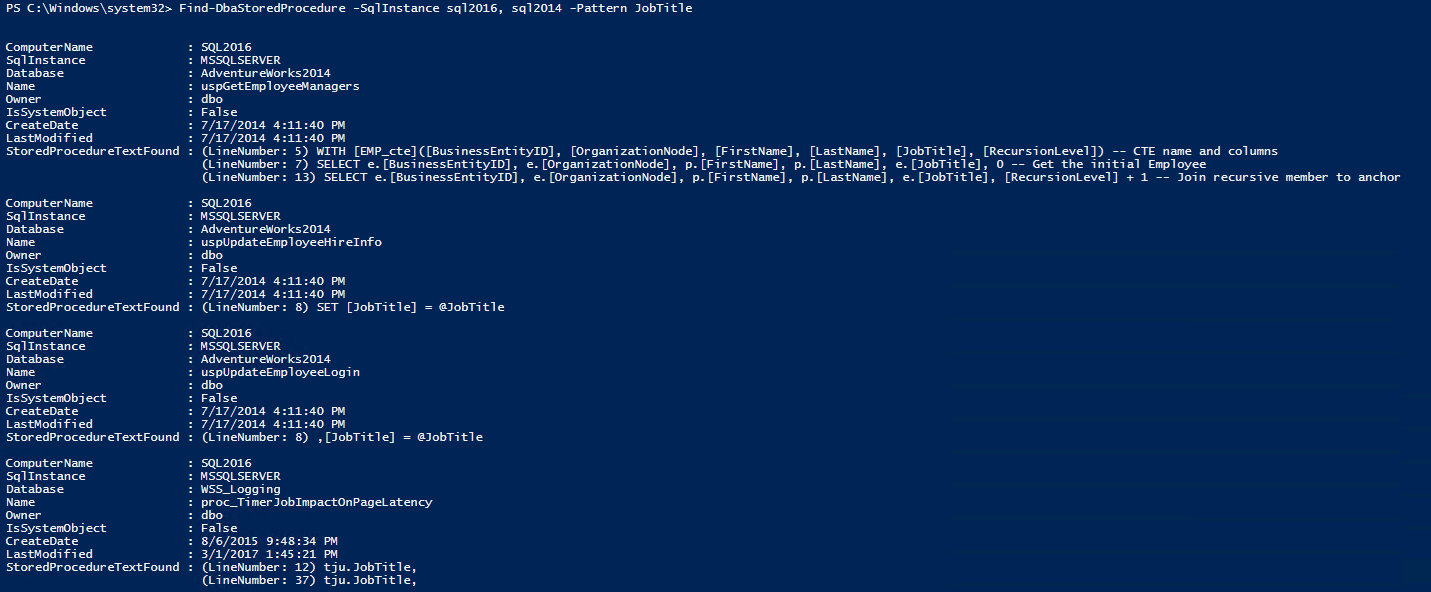 PS C:\Windows\system32> Find-DbaStoredProcedure -SqlInstance sql2016, sql2014 -Pattern JobTitle
ComputerName : SQL2016
SqlInstance : MSSQLSERVER
Database : AdventureWorks2014
Name : uspGetEmployeeManagers
Owner : dbo
IsSystemObject : False
CreateDate : 7/17/2014 4:11:40 PM
LastModified : 7/17/2014 4:11:40 PM
StoredProcedureTextFound : (LineNumber: 5) WITH [EMP_cte]([BusinessEntityID], [OrganizationNode], [FirstName], [LastName], [JobTitle], [RecursionLevel]) -- CTE name and columns
(LineNumber: 7) SELECT e.[BusinessEntityID], e.[OrganizationNode], p.[FirstName], p.[LastName], e.[JobTitle], 0 -- Get the initial Employee
(LineNumber: 13) SELECT e.[BusinessEntityID], e.[OrganizationNode], p.[FirstName], p.[LastName], e.[JobTitle], [RecursionLevel] + 1 -- Join recursive member to anchor
ComputerName : SQL2016
SqlInstance : MSSQLSERVER
Database : AdventureWorks2014
Name : uspUpdateEmployeeHireInfo
Owner : dbo
IsSystemObject : False
CreateDate : 7/17/2014 4:11:40 PM
LastModified : 7/17/2014 4:11:40 PM
StoredProcedureTextFound : (LineNumber: 8) SET [JobTitle] = @JobTitle
ComputerName : SQL2016
SqlInstance : MSSQLSERVER
Database : AdventureWorks2014
Name : uspUpdateEmployeeLogin
Owner : dbo
IsSystemObject : False
CreateDate : 7/17/2014 4:11:40 PM
LastModified : 7/17/2014 4:11:40 PM
StoredProcedureTextFound : (LineNumber: 8) ,[JobTitle] = @JobTitle
ComputerName : SQL2016
SqlInstance : MSSQLSERVER
Database : WSS_Logging
Name : proc_TimerJobImpactOnPageLatency
Owner : dbo
IsSystemObject : False
CreateDate : 8/6/2015 9:48:34 PM
LastModified : 3/1/2017 1:45:21 PM
StoredProcedureTextFound : (LineNumber: 12) tju.JobTitle,
(LineNumber: 37) tju.JobTitle,